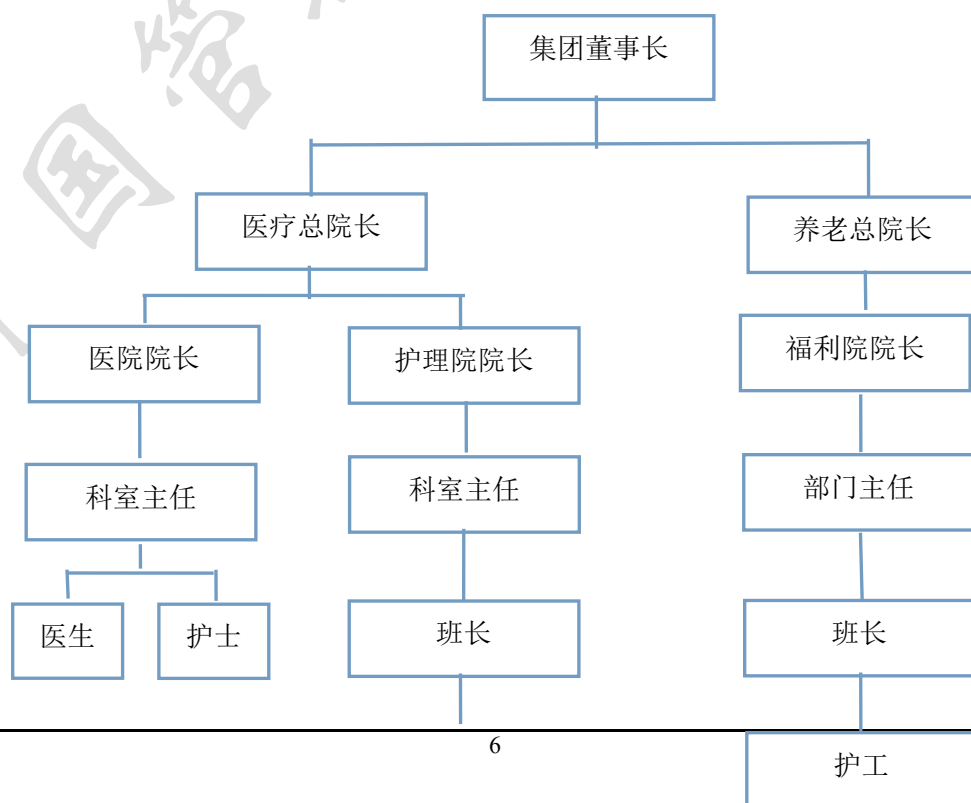 集团董事长
医疗总院长
养老总院长
医院院长
护理院院长
福利院院长
科室主任
科室主任
部门主任
医生
护士
班长
班长
6
护工